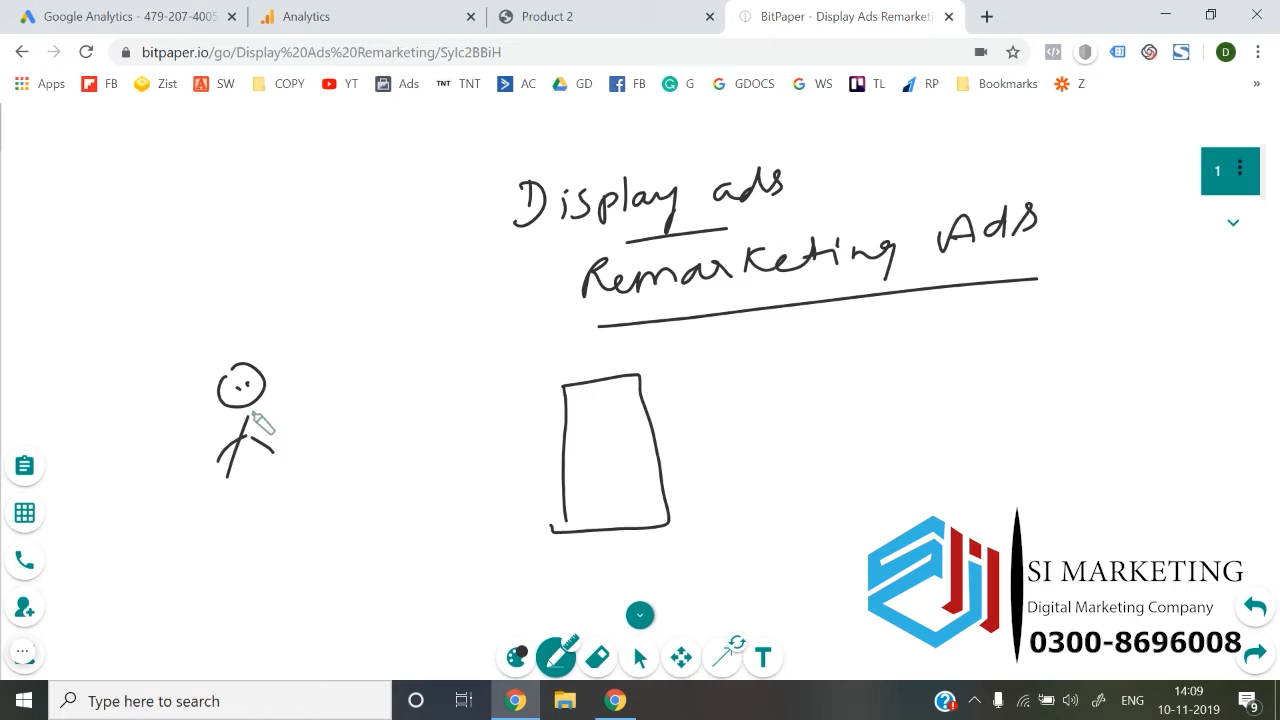 Google Analytics - 479-207-4005
Analytics
Product 2
BitPaper - Display Ads Remarketi
bitpaper.io/go/Display%20Ads%20Remarketing/Sylc2BBiH
D
Apps
FB
Zist
SW
COPY
YT
Ads
TNT
TNT
AC
GD
FB
G
GDOCS
WS
TL
RP
Bookmarks
Z
»
Display ads
Remarketing Ads
1
SI MARKETING
Digital Marketing Company
0300-8696008
T
Type here to search
ENG
14:09
10-11-2019
9